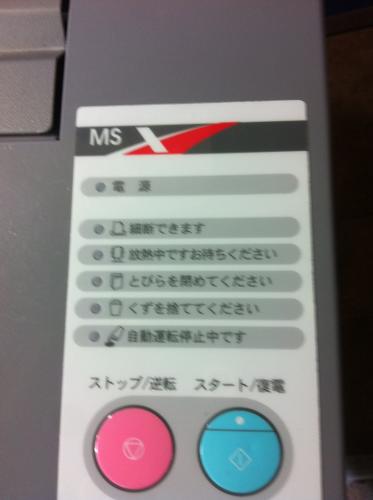 MS X
電 源
細断できます
放熱中ですお待ちください
とびらを閉めてください
くずを捨ててください
自動運転停止中です
ストップ/逆転 スタート/復電